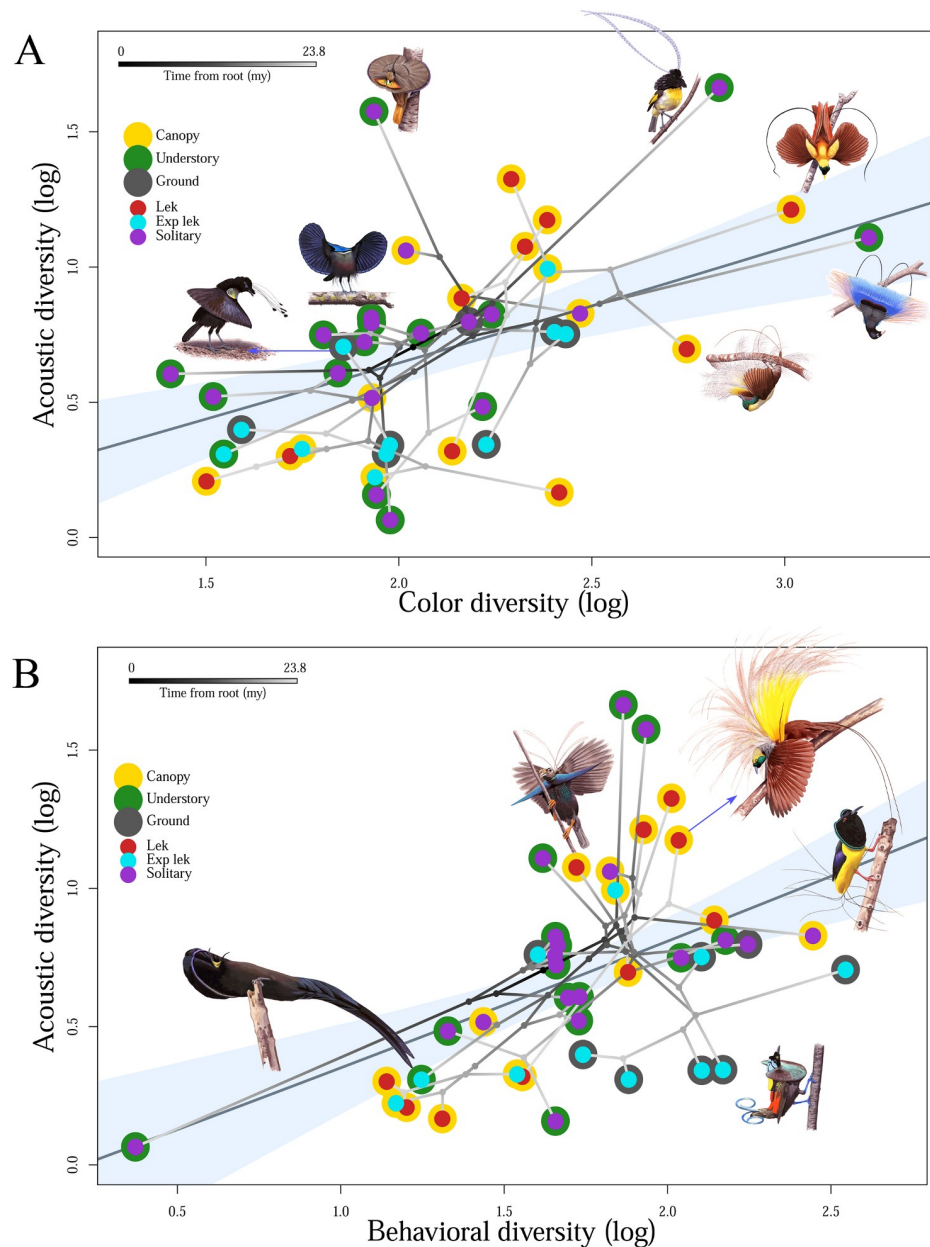 A
0
23.8
Time from root (my)
Canopy
Understory
Ground
Lek
Exp lek
Solitary
Acoustic diversity (log)
0.0
0.5
1.0
1.5
1.5
2.0
2.5
3.0
Color diversity (log)
B
0
23.8
Time from root (my)
Canopy
Understory
Ground
Lek
Exp lek
Solitary
Acoustic diversity (log)
0.0
0.5
1.0
1.5
0.5
1.0
1.5
2.0
2.5
Behavioral diversity (log)